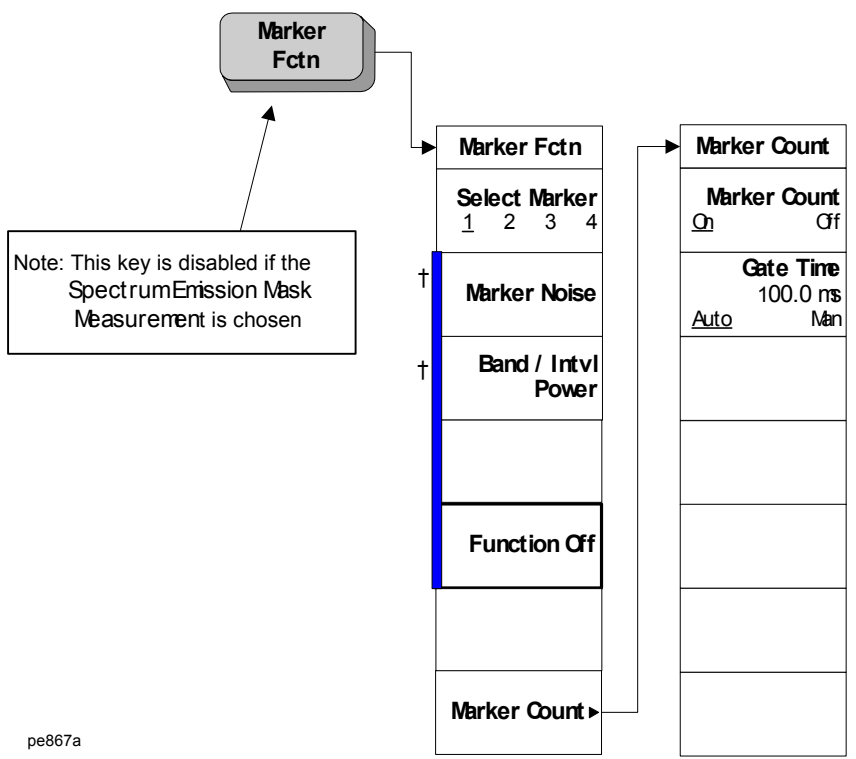 Marker
Fctn
Note: This key is disabled if the
Spectrum Emission Mask
Measurement is chosen
Marker Fctn
Select Marker
1 2 3 4
†
Marker Noise
†
Band / Intvl
Power
Function Off
Marker Count
Marker Count
Marker Count
On Off
Gate Time
100.0 ms
Auto Man
pe867a